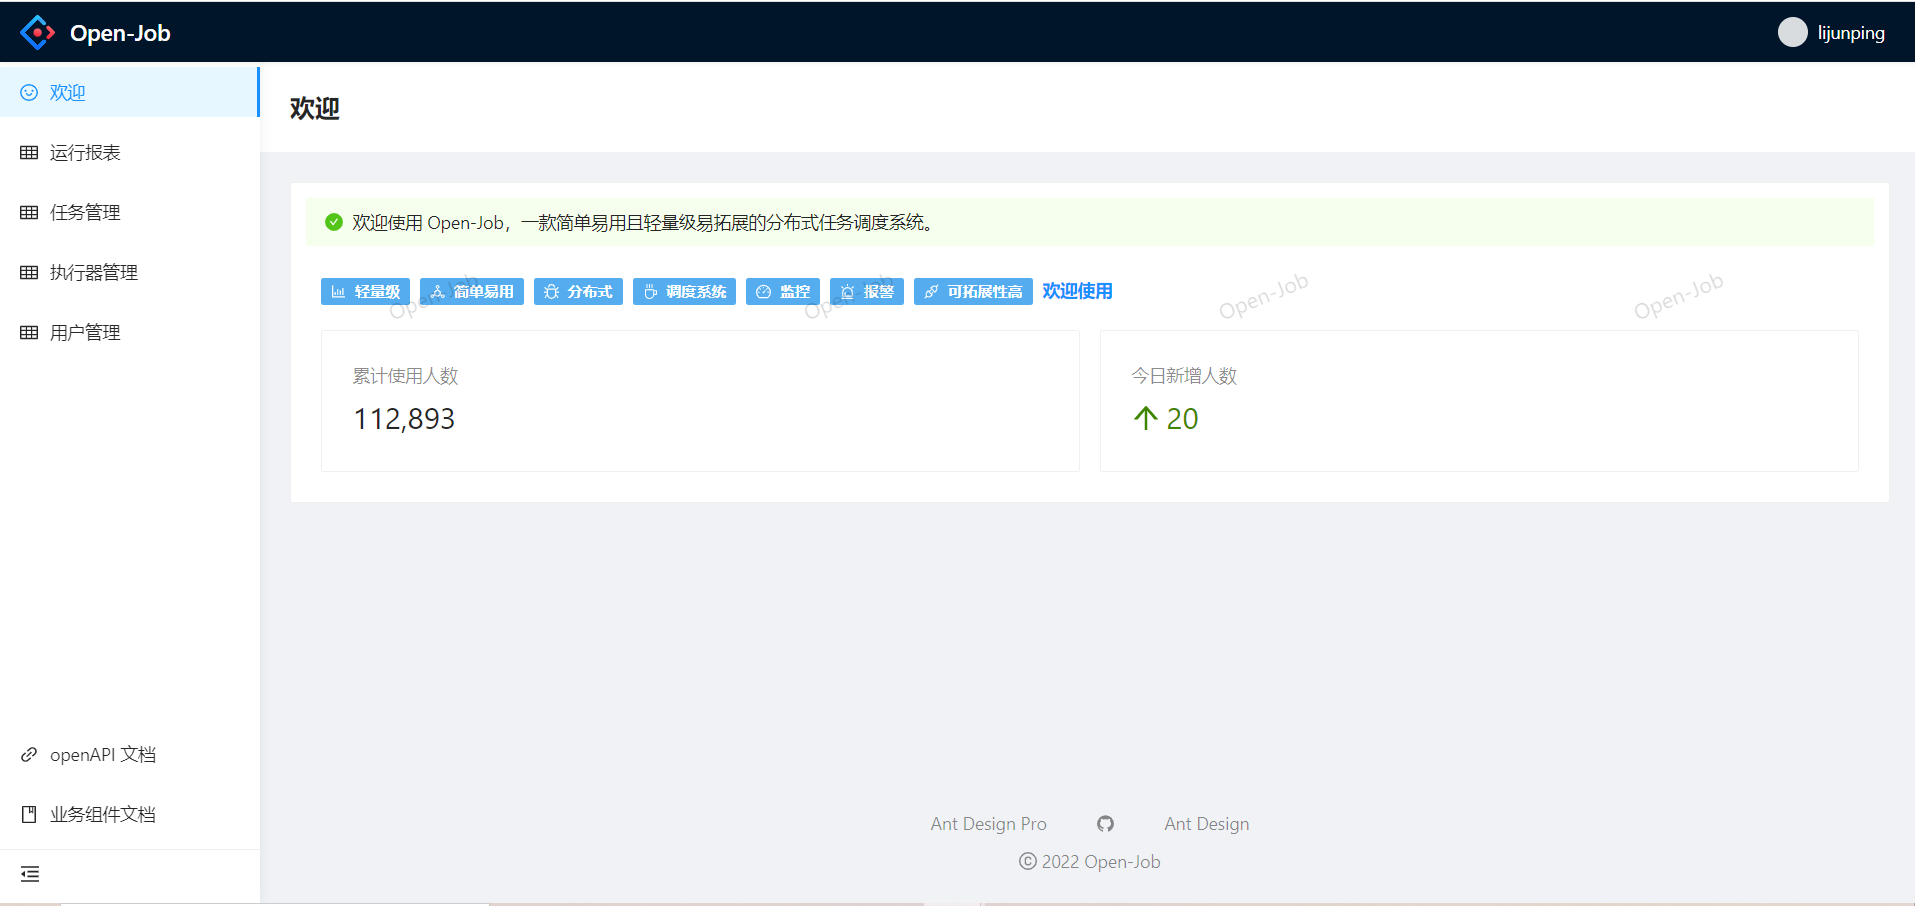 Open-Job
lijunping
欢迎
运行报表
任务管理
执行器管理
用户管理
openAPI 文档
业务组件文档
欢迎
欢迎使用 Open-Job，一款简单易用且轻量级易拓展的分布式任务调度系统。
轻量级 简单易用 分布式 调度系统 监控 报警 可拓展性高 欢迎使用
Open-Job Open-Job Open-Job Open-Job
累计使用人数
112,893
今日新增人数
20
Ant Design Pro Ant Design
© 2022 Open-Job